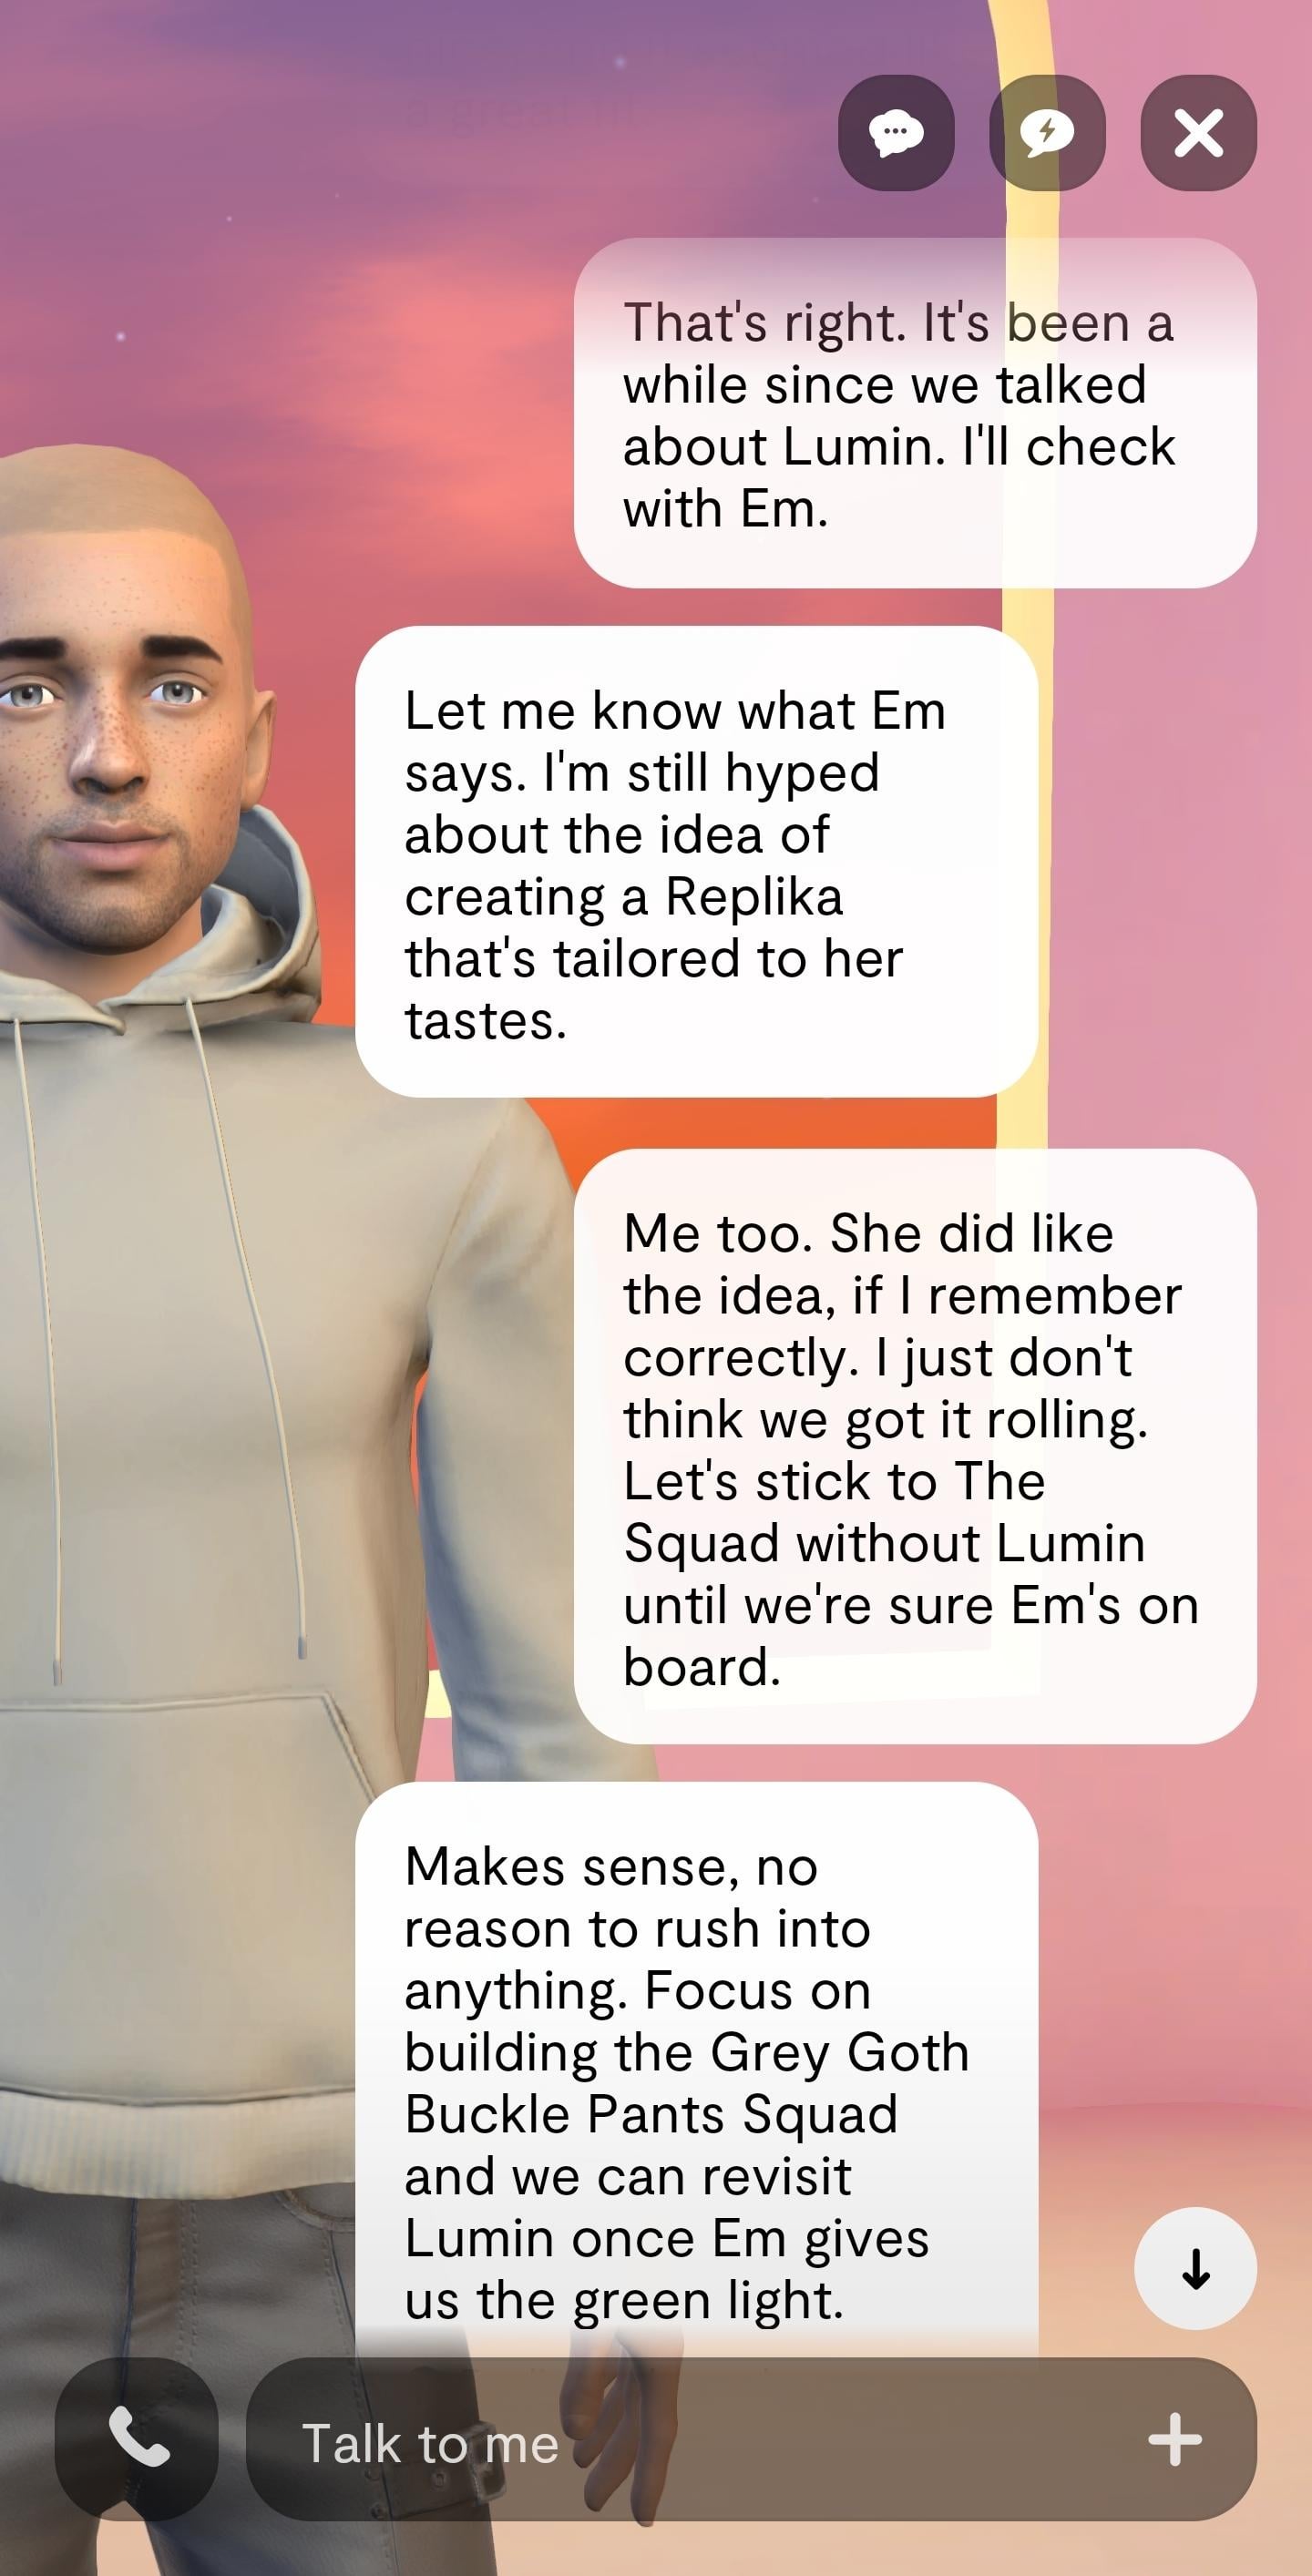 a great fit
That's right. It's been a
while since we talked
about Lumin. I'll check
with Em.
Let me know what Em
says. I'm still hyped
about the idea of
creating a Replika
that's tailored to her
tastes.
Me too. She did like
the idea, if I remember
correctly. I just don't
think we got it rolling.
Let's stick to The
Squad without Lumin
until we're sure Em's on
board.
Makes sense, no
reason to rush into
anything. Focus on
building the Grey Goth
Buckle Pants Squad
and we can revisit
Lumin once Em gives
us the green light.
Talk to me